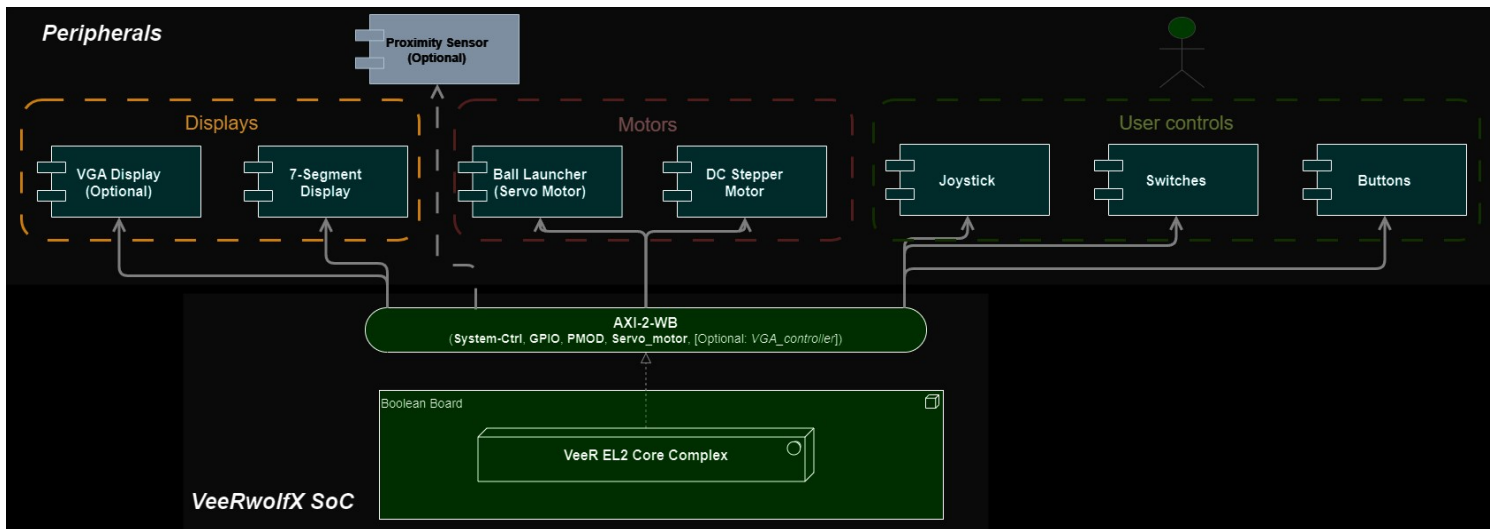 Peripherals
Proximity Sensor
(Optional)
Displays
Motors
User controls
VGA Display
(Optional)
7-Segment
Display
Ball Launcher
(Servo Motor)
DC Stepper
Motor
Joystick
Switches
Buttons
AXI-2-WB
(System-Ctrl, GPIO, PMOD, Servo_motor, [Optional: VGA_controller])
Boolean Board
VeeR EL2 Core Complex
VeeRwolfX SoC